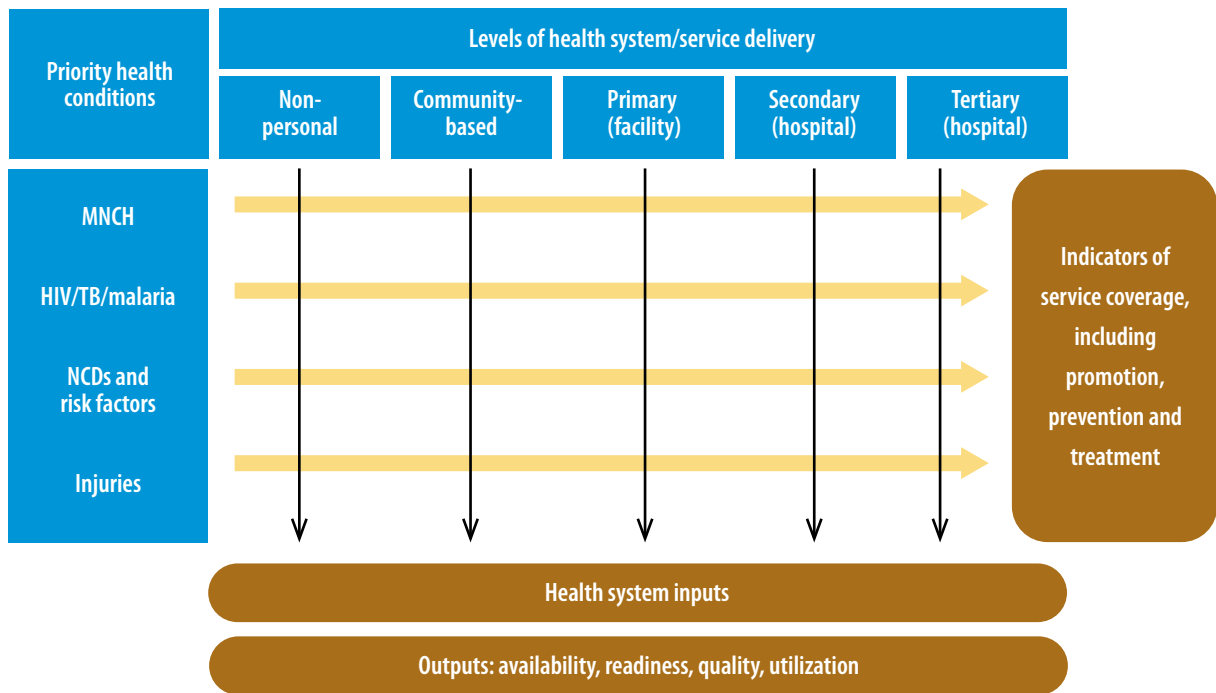 Priority health
conditions
Levels of health system/service delivery
Non-
personal
Community-
based
Primary
(facility)
Secondary
(hospital)
Tertiary
(hospital)
MNCH
HIV/TB/malaria
NCDs and
risk factors
Injuries
Indicators of
service coverage,
including
promotion,
prevention and
treatment
Health system inputs
Outputs: availability, readiness, quality, utilization